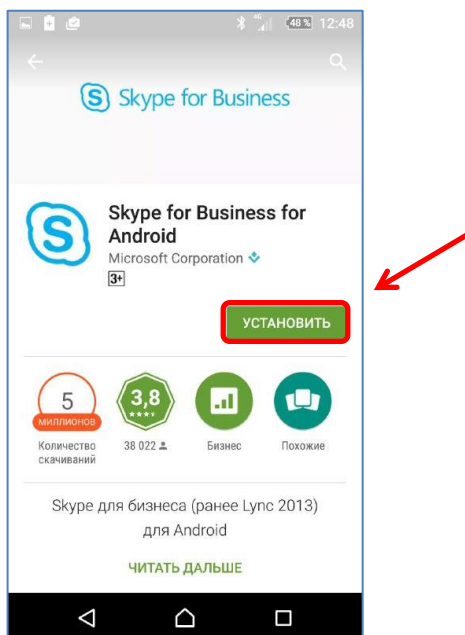 4G 48% 12:48
S Skype for Business
S
Skype for Business for
Android
Microsoft Corporation
3+
УСТАНОВИТЬ
5
МИЛЛИОНОВ
3,8
Количество
скачиваний
38 022
Бизнес
Похожие
Skype для бизнеса (ранее Lync 2013)
для Android
ЧИТАТЬ ДАЛЬШЕ